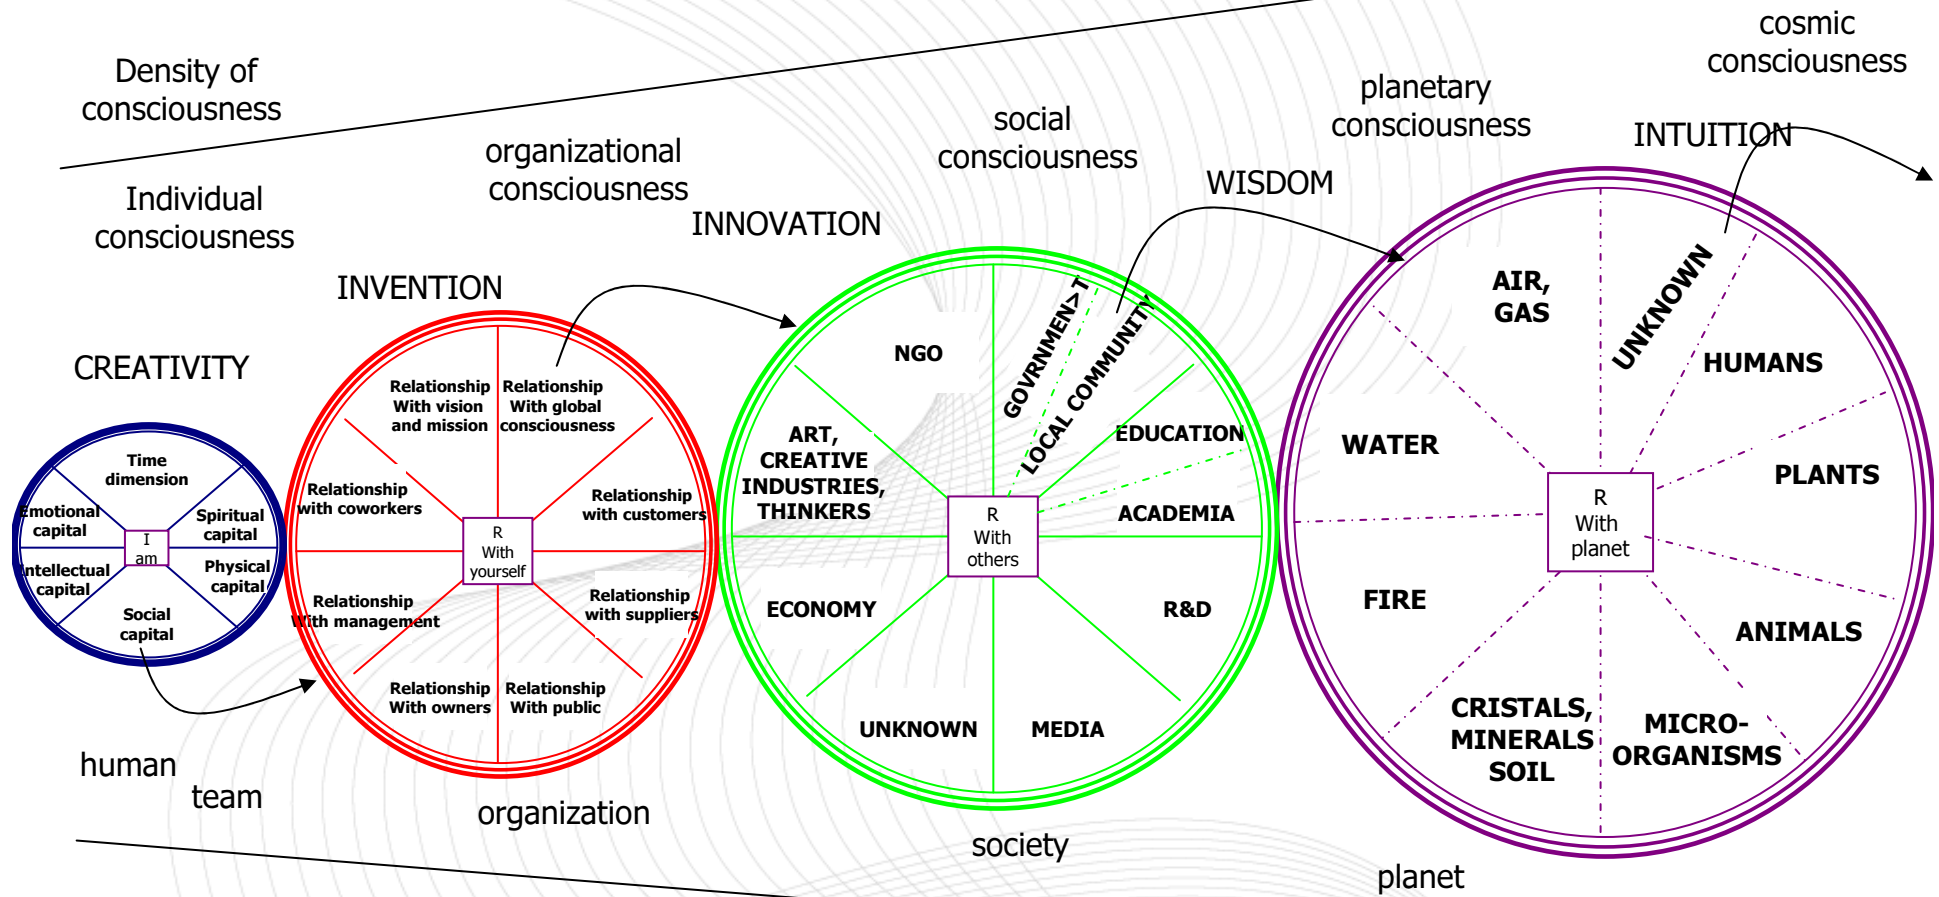 cosmic
consciousness
Density of
consciousness
planetary
consciousness
social
consciousness
INTUITION
organizational
consciousness
WISDOM
Individual
consciousness
INNOVATION
INVENTION
CREATIVITY
Time
dimension
Emotional
capital
Spiritual
capital
I
am
Intellectual
capital
Physical
capital
Social
capital
Relationship
With vision
and mission
Relationship
With global
consciousness
Relationship
with coworkers
Relationship
with customers
R
With
yourself
Relationship
With management
Relationship
with suppliers
Relationship
With owners
Relationship
With public
NGO
GOVRNMEN>T
LOCAL COMMUNITY
ART,
CREATIVE
INDUSTRIES,
THINKERS
EDUCATION
ACADEMIA
R
With
others
ECONOMY
R&D
UNKNOWN
MEDIA
AIR,
GAS
UNKNOWN
HUMANS
WATER
PLANTS
R
With
planet
FIRE
ANIMALS
CRISTALS,
MINERALS
SOIL
MICRO-
ORGANISMS
human
team
organization
society
planet